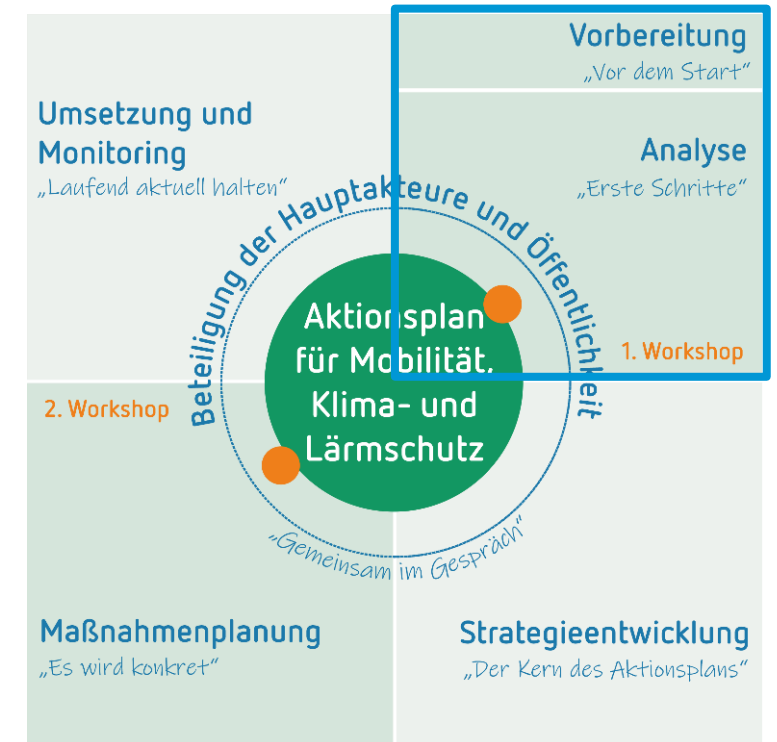 Vorbereitung
„Vor dem Start“
Umsetzung und
Monitoring
„Laufend aktuell halten“
Analyse
„Erste Schritte“
Beteiligung der Hauptakteure und Öffentlichkeit
Aktionsplan
für Mobilität,
Klima- und
Lärmschutz
1. Workshop
2. Workshop
„Gemeinsam im Gespräch“
Maßnahmenplanung
„Es wird konkret“
Strategieentwicklung
„Der Kern des Aktionsplans“